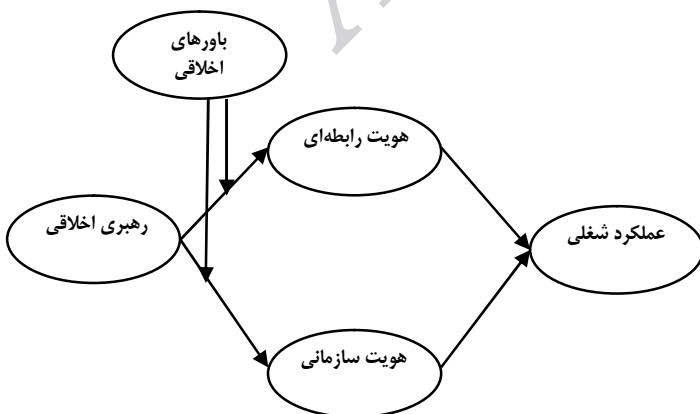 باورهای
اخلاقی
هویت رابطه‌ای
رهبری اخلاقی
عملکرد شغلی
هویت سازمانی